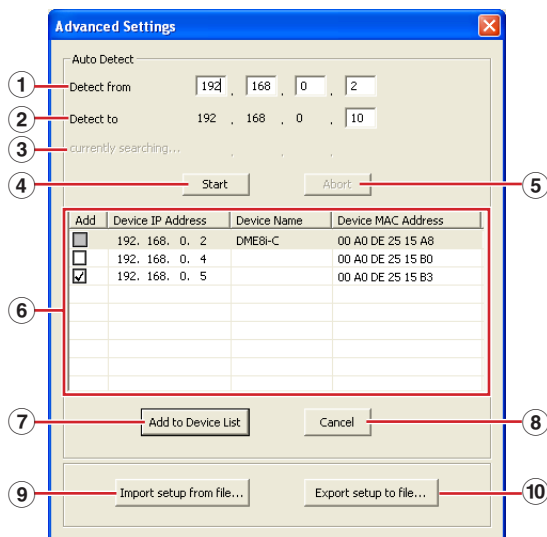 Advanced Settings
Auto Detect
1 Detect from 192 . 168 . 0 . 2
2 Detect to 192 . 168 . 0 . 10
3 currently searching... . . .
4 Start Abort 5
Add Device IP Address Device Name Device MAC Address
192. 168. 0. 2 DME8i-C 00 A0 DE 25 15 A8
192. 168. 0. 4 00 A0 DE 25 15 B0
192. 168. 0. 5 00 A0 DE 25 15 B3
6
7 Add to Device List Cancel 8
9 Import setup from file... Export setup to file... 10